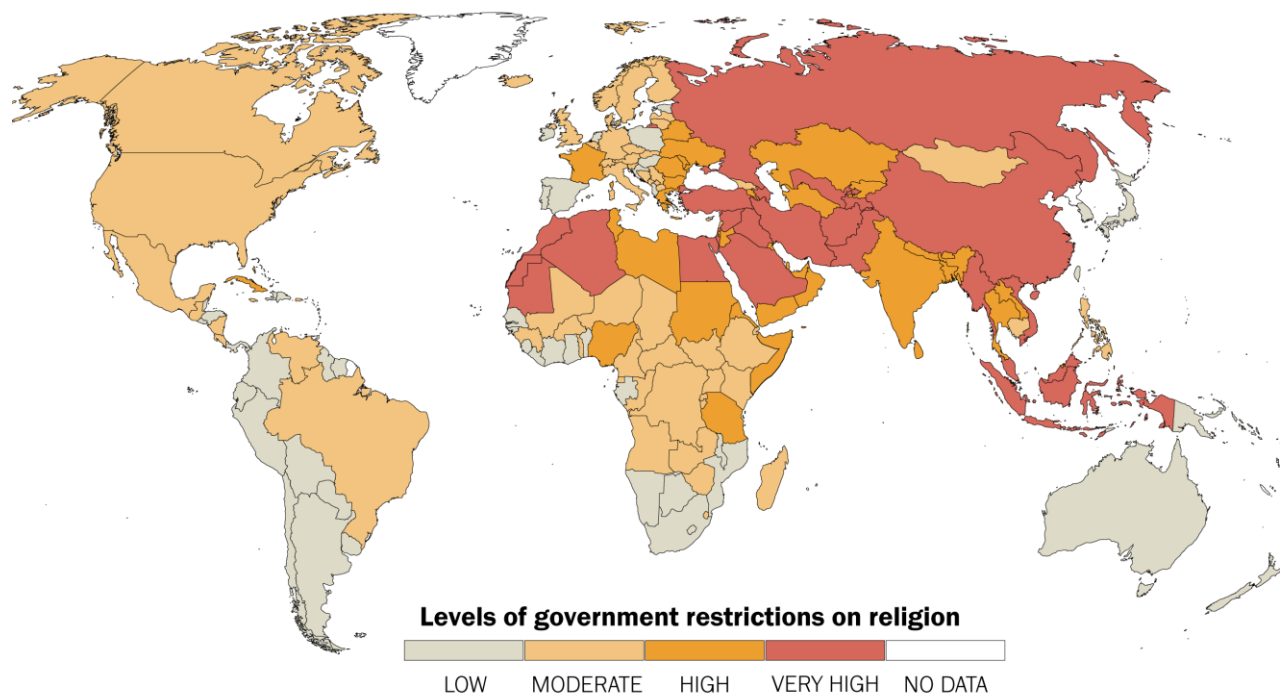 Levels of government restrictions on religion
LOW MODERATE HIGH VERY HIGH NO DATA